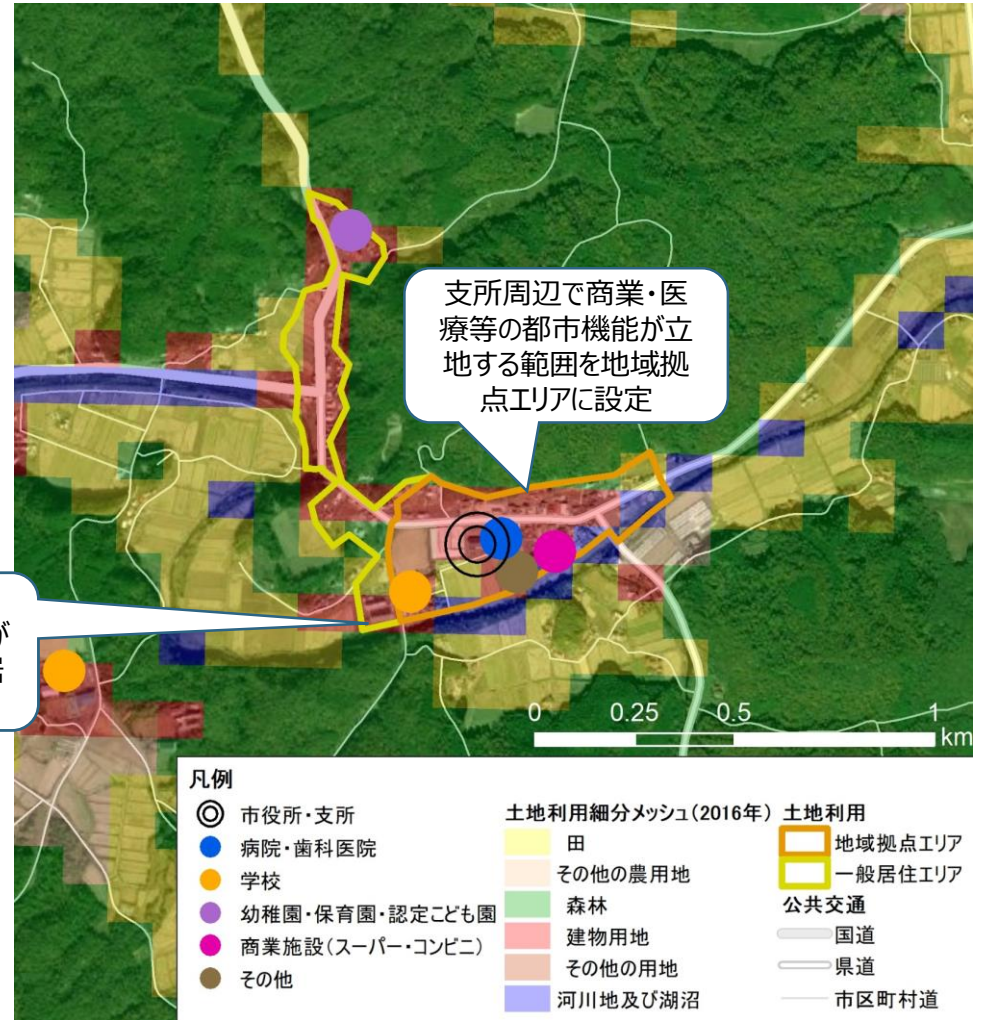 支所周辺で商業・医
療等の都市機能が立
地する範囲を地域拠
点エリアに設定
が
0 0.25 0.5 1
km
凡例
市役所・支所
病院・歯科医院
学校
幼稚園・保育園・認定こども園
商業施設(スーパー・コンビニ)
その他
土地利用細分メッシュ(2016年)
田
その他の農用地
森林
建物用地
その他の用地
河川地及び湖沼
土地利用
地域拠点エリア
一般居住エリア
公共交通
国道
県道
市区町村道